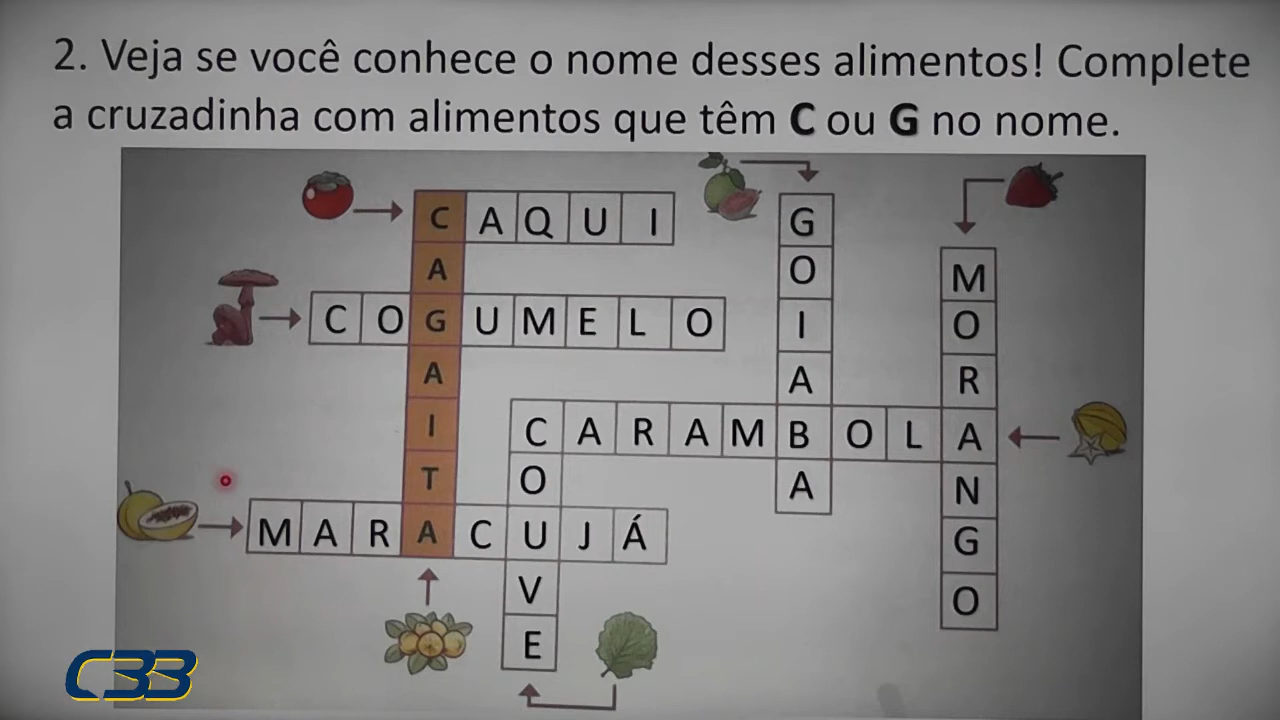 2. Veja se você conhece o nome desses alimentos! Complete
a cruzadinha com alimentos que têm C ou G no nome.
CAQUI
CAGAITA
COGUMELO
GOIABA
MORANGO
CARAMBOLA
COUVE
MARACUJÁ
CBB